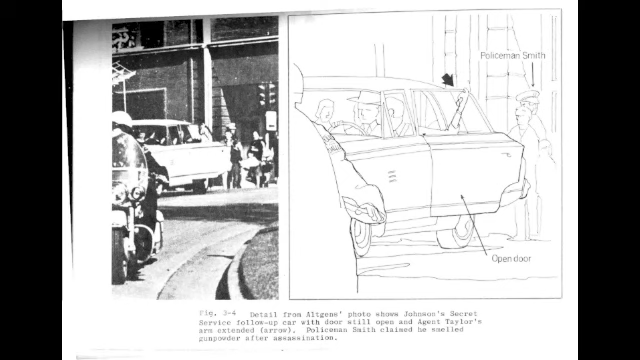 Policeman Smith
Open door
Fig. 3-4  Detail from Altgens' photo shows Johnson's Secret
Service follow-up car with door still open and Agent Taylor's
arm extended (arrow).  Policeman Smith claimed he smelled
gunpowder after assassination.